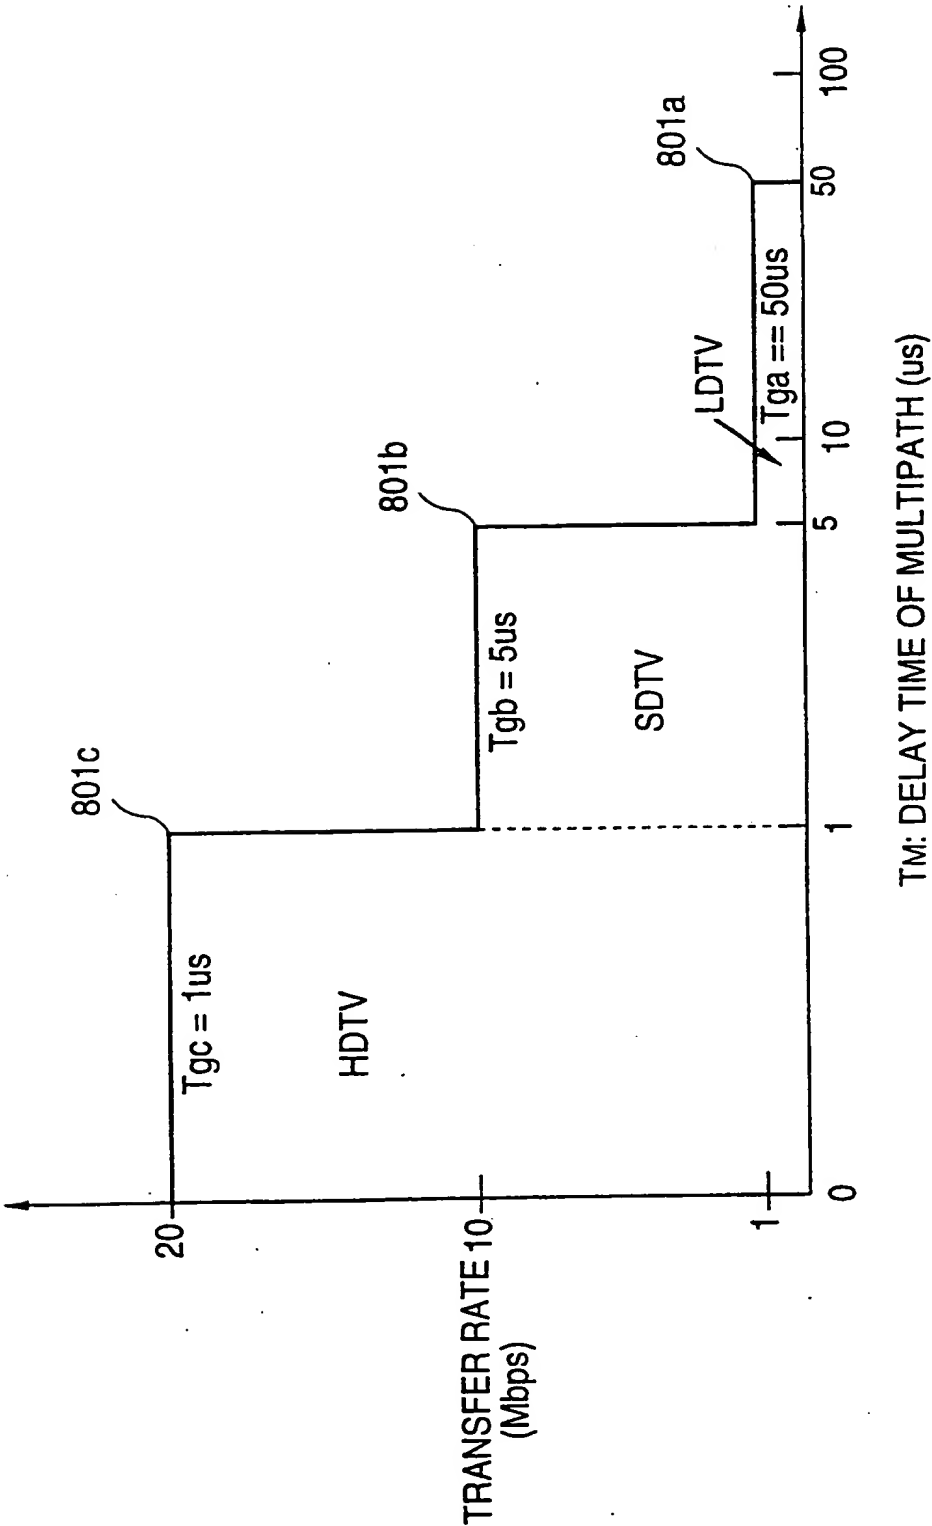 801c
20
Tgc = 1us
HDTV
801b
TRANSFER RATE
(Mbps)
10
Tgb = 5us
SDTV
801a
LDTV
Tga == 50us
1
0
1
5
10
50
100
TM: DELAY TIME OF MULTIPATH (us)